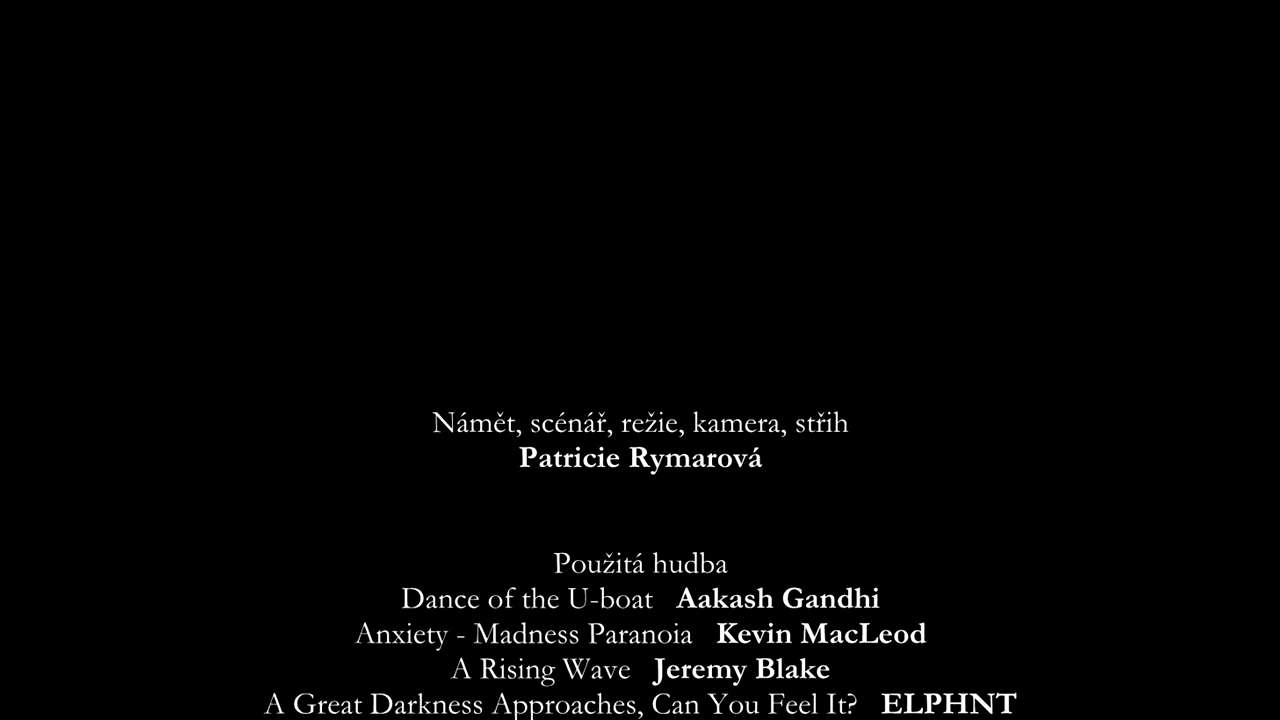 Námět, scénář, režie, kamera, střih
Patricie Rymarová
Použitá hudba
Dance of the U-boat Aakash Gandhi
Anxiety - Madness Paranoia Kevin MacLeod
A Rising Wave Jeremy Blake
A Great Darkness Approaches, Can You Feel It? ELPHNT